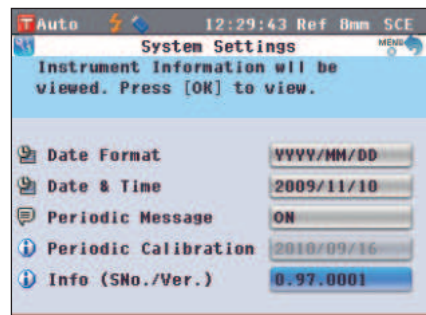 T Auto 12:29:43 Ref 8mm SCE
System Settings MENU
Instrument Information wll be
viewed. Press [OK] to view.
Date Format YYYY/MM/DD
Date & Time 2009/11/10
Periodic Message ON
Periodic Calibration 2010/09/16
Info (SNo./Ver.) 0.97.0001